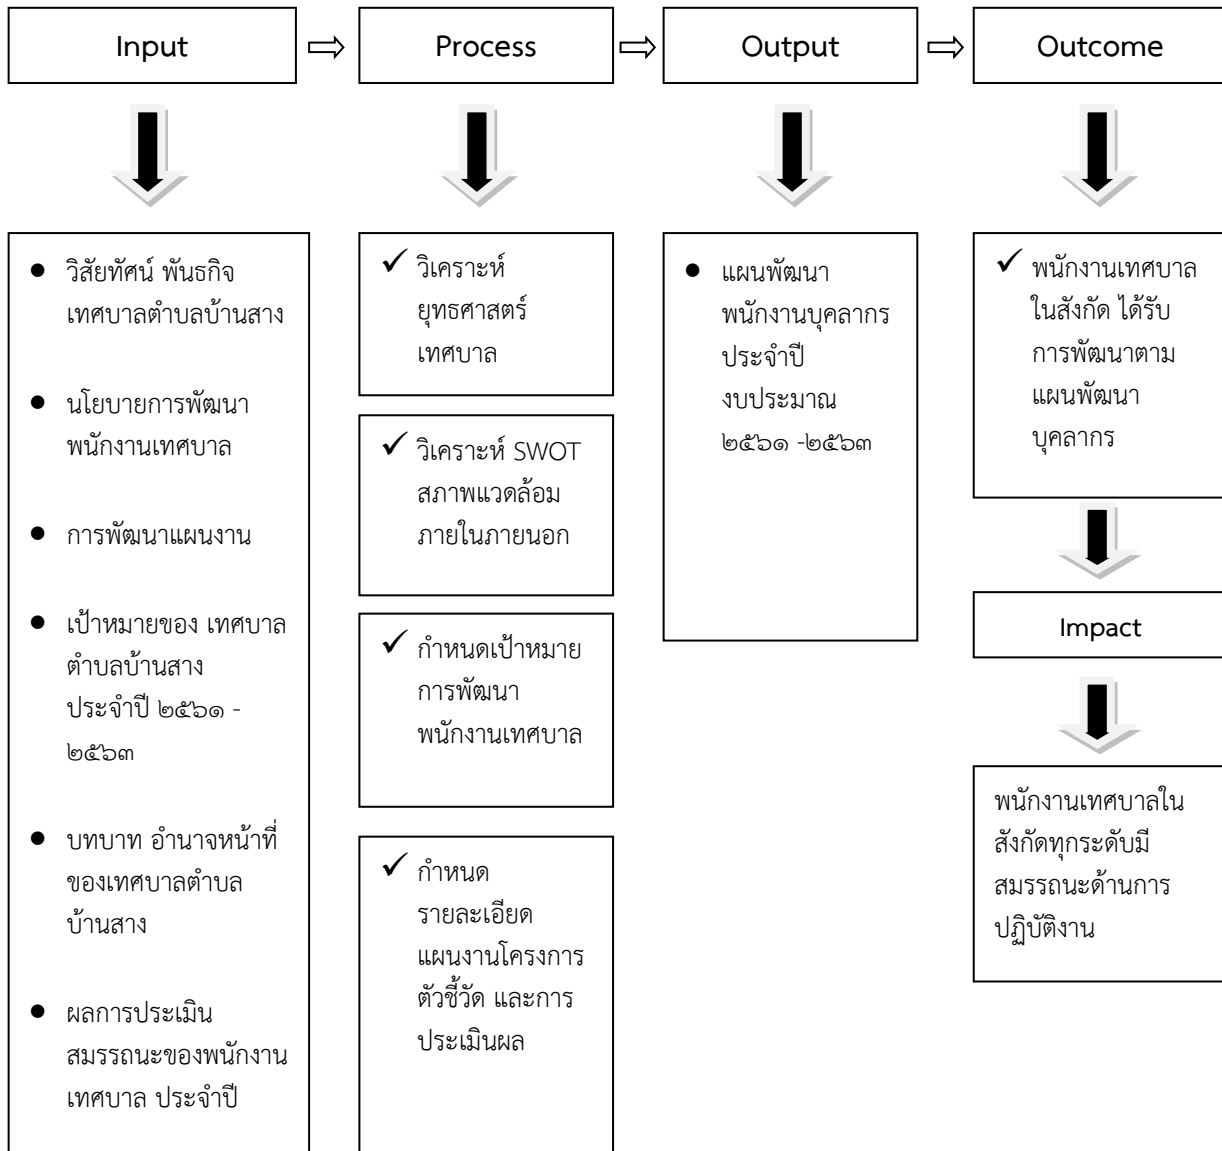 Input
Process
Output
Outcome
วิสัยทัศน์ พันธกิจ
เทศบาลตำบลบ้านสาง
นโยบายการพัฒนา
พนักงานเทศบาล
การพัฒนาแผนงาน
เป้าหมายของ เทศบาล
ตำบลบ้านสาง
ประจำปี ๒๕๖๑ -
๒๕๖๓
บทบาท อำนาจหน้าที่
ของเทศบาลตำบล
บ้านสาง
ผลการประเมิน
สมรรถนะของพนักงาน
เทศบาล ประจำปี
วิเคราะห์
ยุทธศาสตร์
เทศบาล
วิเคราะห์ SWOT
สภาพแวดล้อม
ภายในภายนอก
กำหนดเป้าหมาย
การพัฒนา
พนักงานเทศบาล
กำหนด
รายละเอียด
แผนงานโครงการ
ตัวชี้วัด และการ
ประเมินผล
แผนพัฒนา
พนักงานบุคลากร
ประจำปี
งบประมาณ
๒๕๖๑ -๒๕๖๓
พนักงานเทศบาล
ในสังกัด ได้รับ
การพัฒนาตาม
แผนพัฒนา
บุคลากร
Impact
พนักงานเทศบาลใน
สังกัดทุกระดับมี
สมรรถนะด้านการ
ปฏิบัติงาน